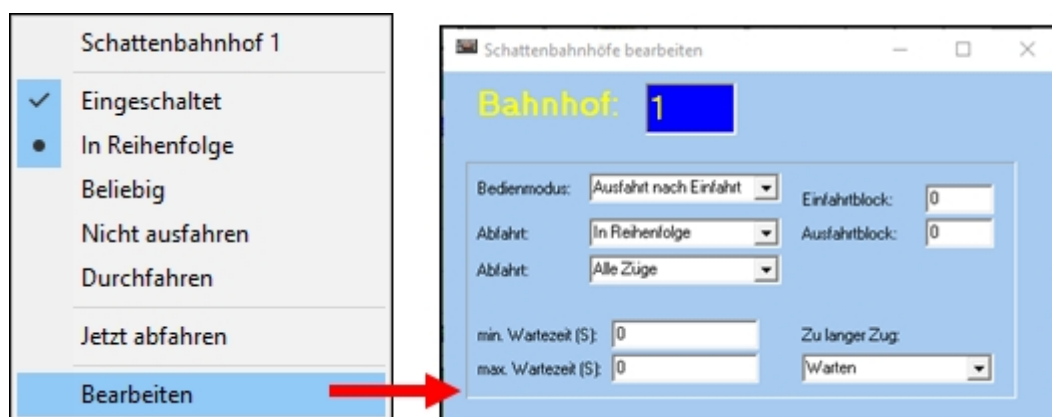 Schattenbahnhof 1
Eingeschaltet
In Reihenfolge
Beliebig
Nicht ausfahren
Durchfahren
Jetzt abfahren
Bearbeiten
Schattenbahnhöfe bearbeiten
Bahnhof: 1
Bedienmodus: Ausfahrt nach Einfahrt
Einfahrtblock: 0
Abfahrt: In Reihenfolge
Ausfahrtblock: 0
Abfahrt: Alle Züge
min. Wartezeit (S): 0
Zu langer Zug:
max. Wartezeit (S): 0
Warten